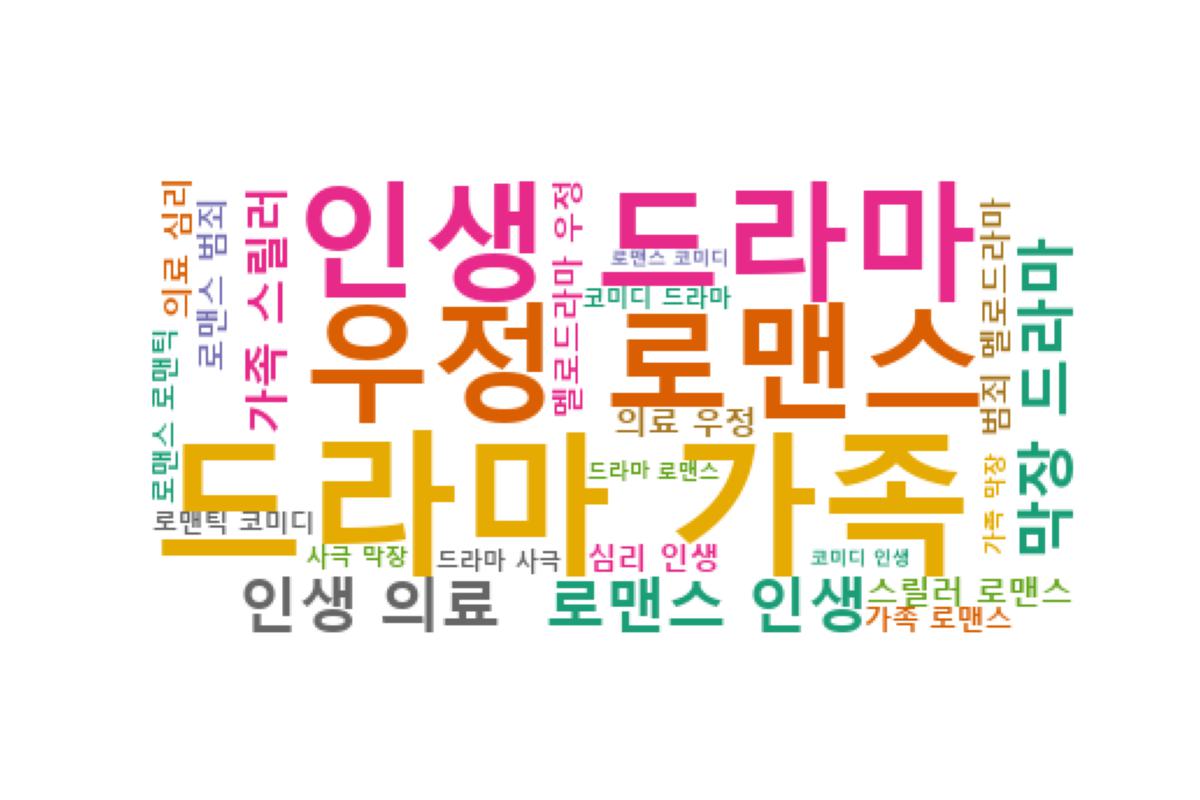 의료 심리
로맨스 범죄
가족 스릴러
인생 드라마
멜로드라마 우정
로맨스 코미디
코미디 드라마
범죄 멜로드라마
막장 드라마
우정 로맨스
로맨스 로맨틱
의료 우정
드라마 가족
드라마 로맨스
가족 막장
로맨틱 코미디
사극 막장
드라마 사극
심리 인생
코미디 인생
인생 의료
로맨스 인생
스릴러 로맨스
가족 로맨스